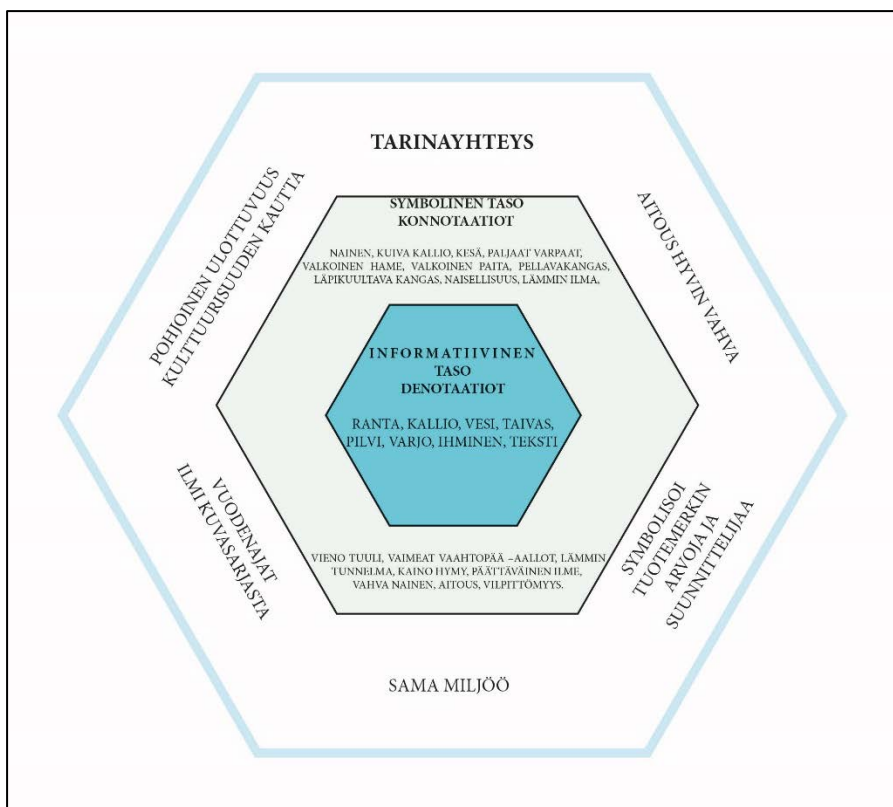 TARINAYHTEYS
POHJOINEN ULOTTUVUUS
KULTTUURISUUDEN KAUTTA
AITOUS HYVIN VAHVA
SYMBOLINEN TASO
KONNOTAATIOT
NAINEN, KUIVA KALLIO, KESÄ, PALJAAT VARPAAT,
VALKOINEN HAME, VALKOINEN PAITA, PELLAVAKANGAS,
LÄPIKUULTAVA KANGAS, NAISELLISUUS, LÄMMIN ILMA,
INFORMATIIVINEN
TASO
DENOTAATIOT
RANTA, KALLIO, VESI, TAIVAS,
PILVI, VARJO, IHMINEN, TEKSTI
VIENO TUULI, VAIMEAT VAAHTOPÄÄ –AALLOT, LÄMMIN
TUNNELMA, KAINO HYMY, PÄÄTTÄVÄINEN ILME,
VAHVA NAINEN, AITOUS, VILPITTÖMYYS.
VUODENAJAT
ILMI KUVASARJASTA
SYMBOLISOI
TUOTEMERKIN
ARVOJA JA
SUUNNITTELIJAA
SAMA MILJÖÖ